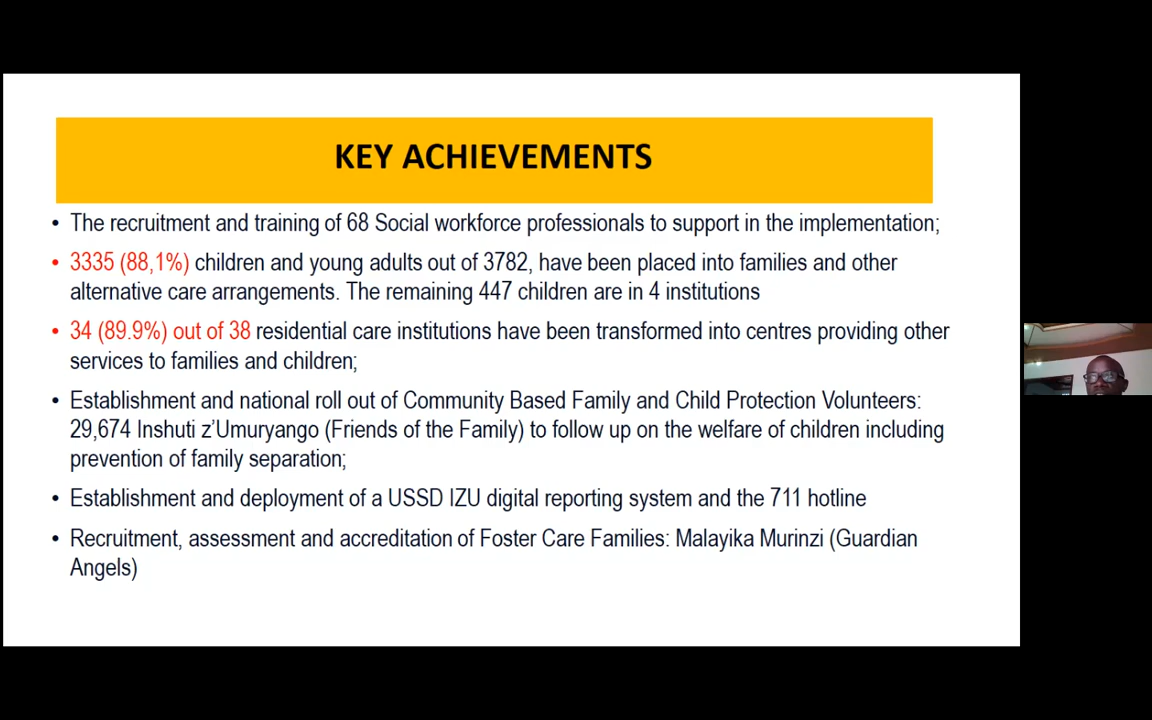 KEY ACHIEVEMENTS
• The recruitment and training of 68 Social workforce professionals to support in the implementation;
• 3335 (88,1%) children and young adults out of 3782, have been placed into families and other
alternative care arrangements. The remaining 447 children are in 4 institutions
• 34 (89.9%) out of 38 residential care institutions have been transformed into centres providing other
services to families and children;
• Establishment and national roll out of Community Based Family and Child Protection Volunteers:
29,674 Inshuti z’Umuryango (Friends of the Family) to follow up on the welfare of children including
prevention of family separation;
• Establishment and deployment of a USSD IZU digital reporting system and the 711 hotline
• Recruitment, assessment and accreditation of Foster Care Families: Malayika Murinzi (Guardian
Angels)